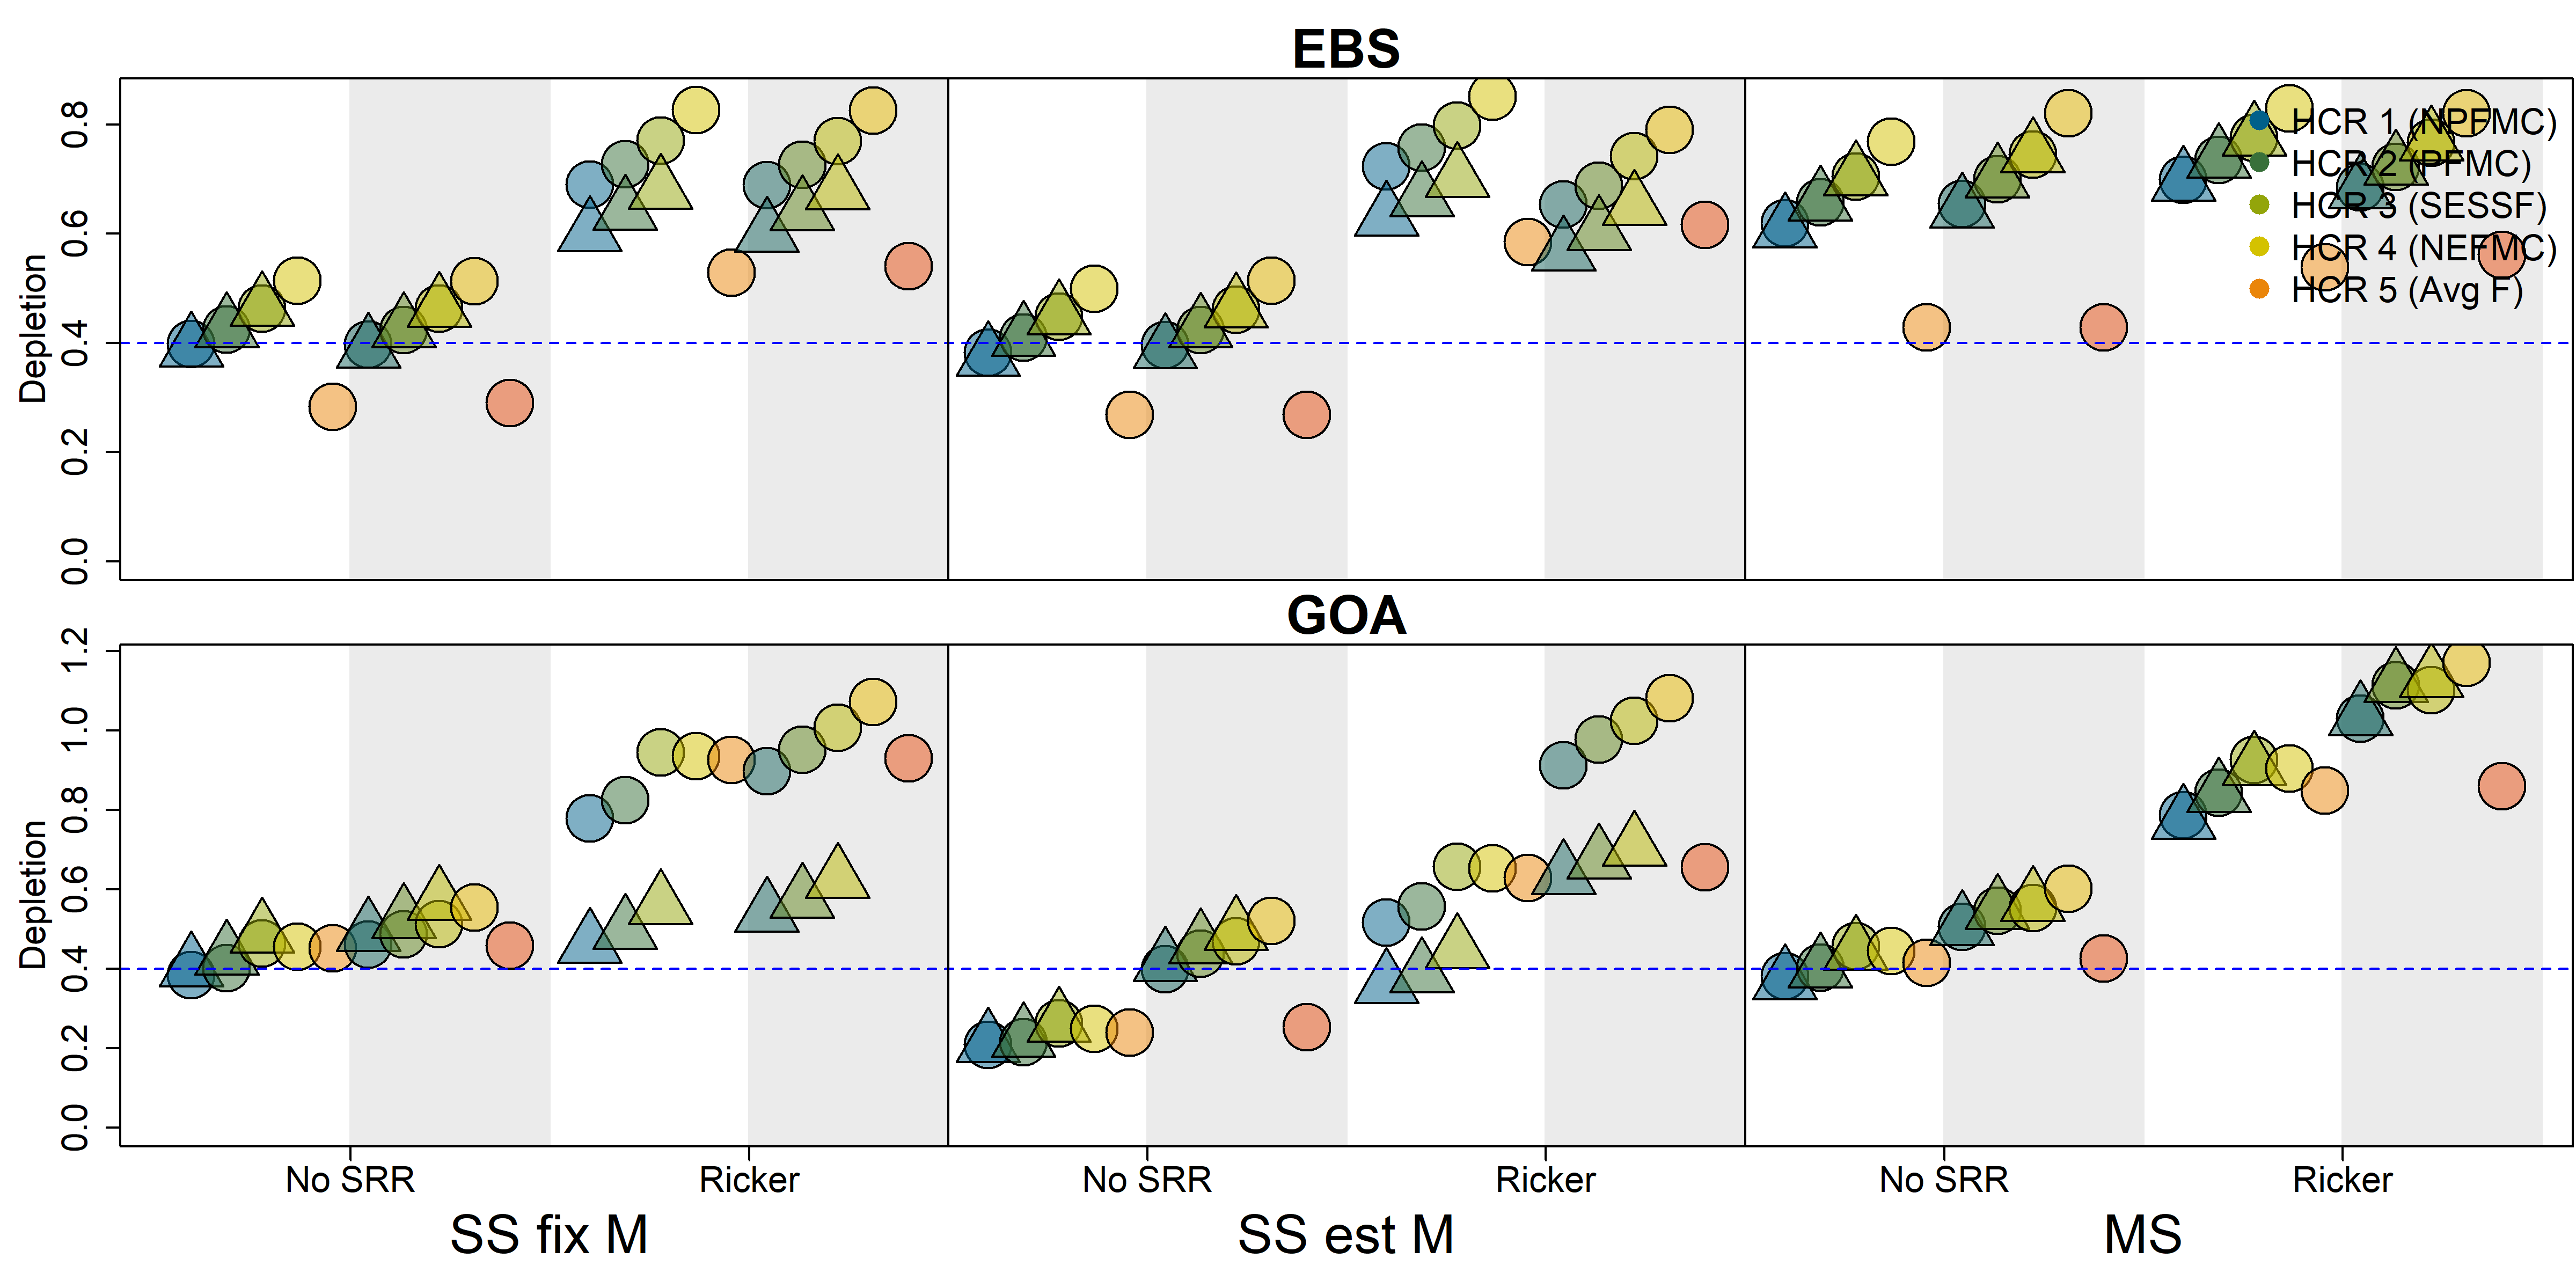 EBS
Depletion
0.8
0.6
0.4
0.2
0.0
HCR 1 (NPFMC)
HCR 2 (PFMC)
HCR 3 (SESSF)
HCR 4 (NEFMC)
HCR 5 (Avg F)
GOA
Depletion
1.2
1.0
0.8
0.6
0.4
0.2
0.0
No SRR Ricker No SRR Ricker No SRR Ricker
SS fix M SS est M MS